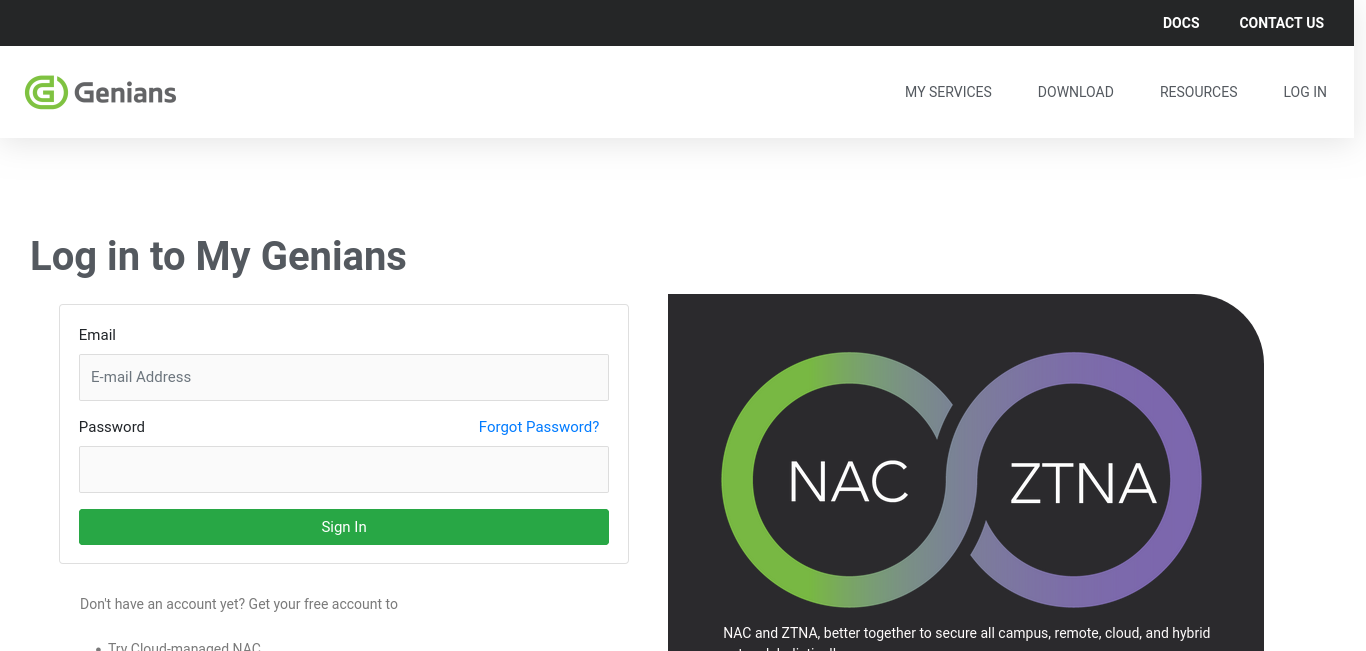 DOCS CONTACT US
Genians MY SERVICES DOWNLOAD RESOURCES LOG IN
Log in to My Genians
Email
E-mail Address
Password Forgot Password?
Sign In
Don't have an account yet? Get your free account to
• Try Cloud-managed NAC
NAC ZTNA
NAC and ZTNA, better together to secure all campus, remote, cloud, and hybrid